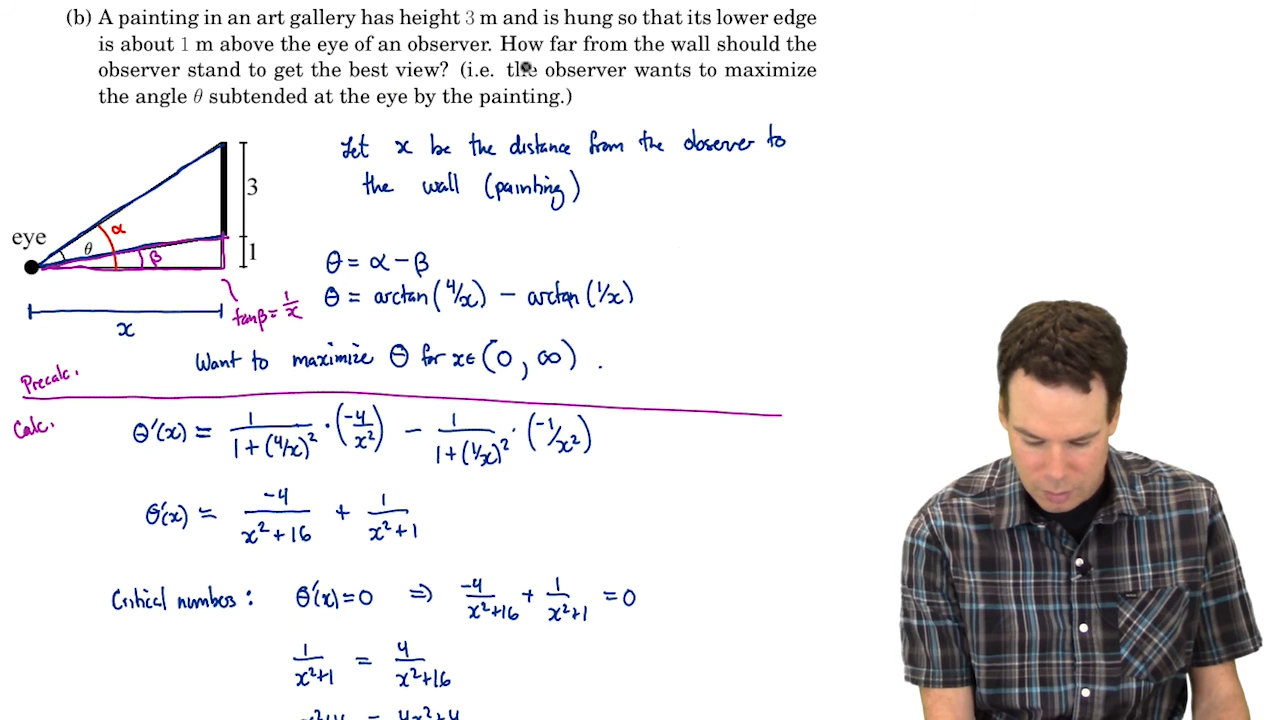 (b) A painting in an art gallery has height 3 m and is hung so that its lower edge
is about 1 m above the eye of an observer. How far from the wall should the
observer stand to get the best view? (i.e. the observer wants to maximize
the angle θ subtended at the eye by the painting.)
Let x be the distance from the observer to
the wall (painting)
3
α
eye
θ
β
1
θ = α − β
θ = arctan(4/x) − arctan(1/x)
tanβ = 1/x
x
Want to maximize θ for x∈(0, ∞).
Precalc.
Calc.
θ'(x) = 1/(1+(4/x)²) · (-4/x²) − 1/(1+(1/x)²) · (-1/x²)
θ'(x) = -4/(x²+16) + 1/(x²+1)
Critical numbers: θ'(x)=0 ⇒ -4/(x²+16) + 1/(x²+1) = 0
1/(x²+1) = 4/(x²+16)
x²+16 = 4x²+4